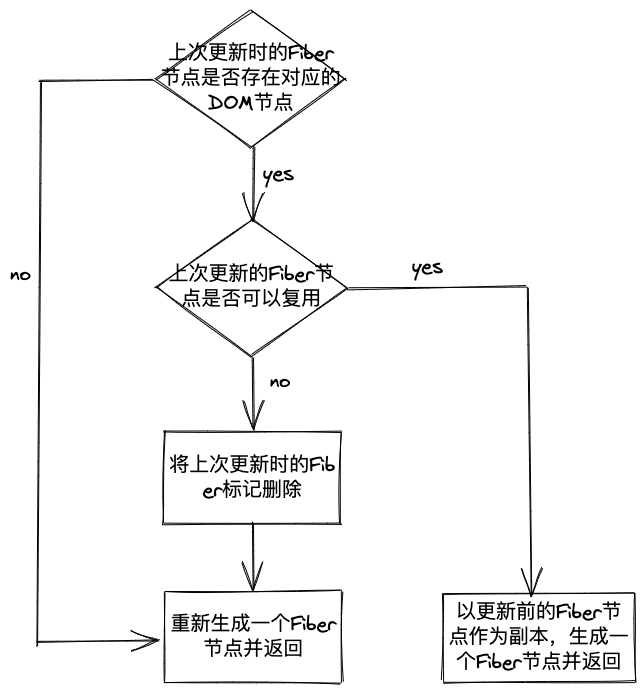 上次更新时的Fiber
节点是否存在对应的
DOM节点
yes
no
上次更新的Fiber节
点是否可以复用
yes
no
将上次更新时的Fib
er标记删除
重新生成一个Fiber
节点并返回
以更新前的Fiber节
点作为副本，生成一
个Fiber节点并返回